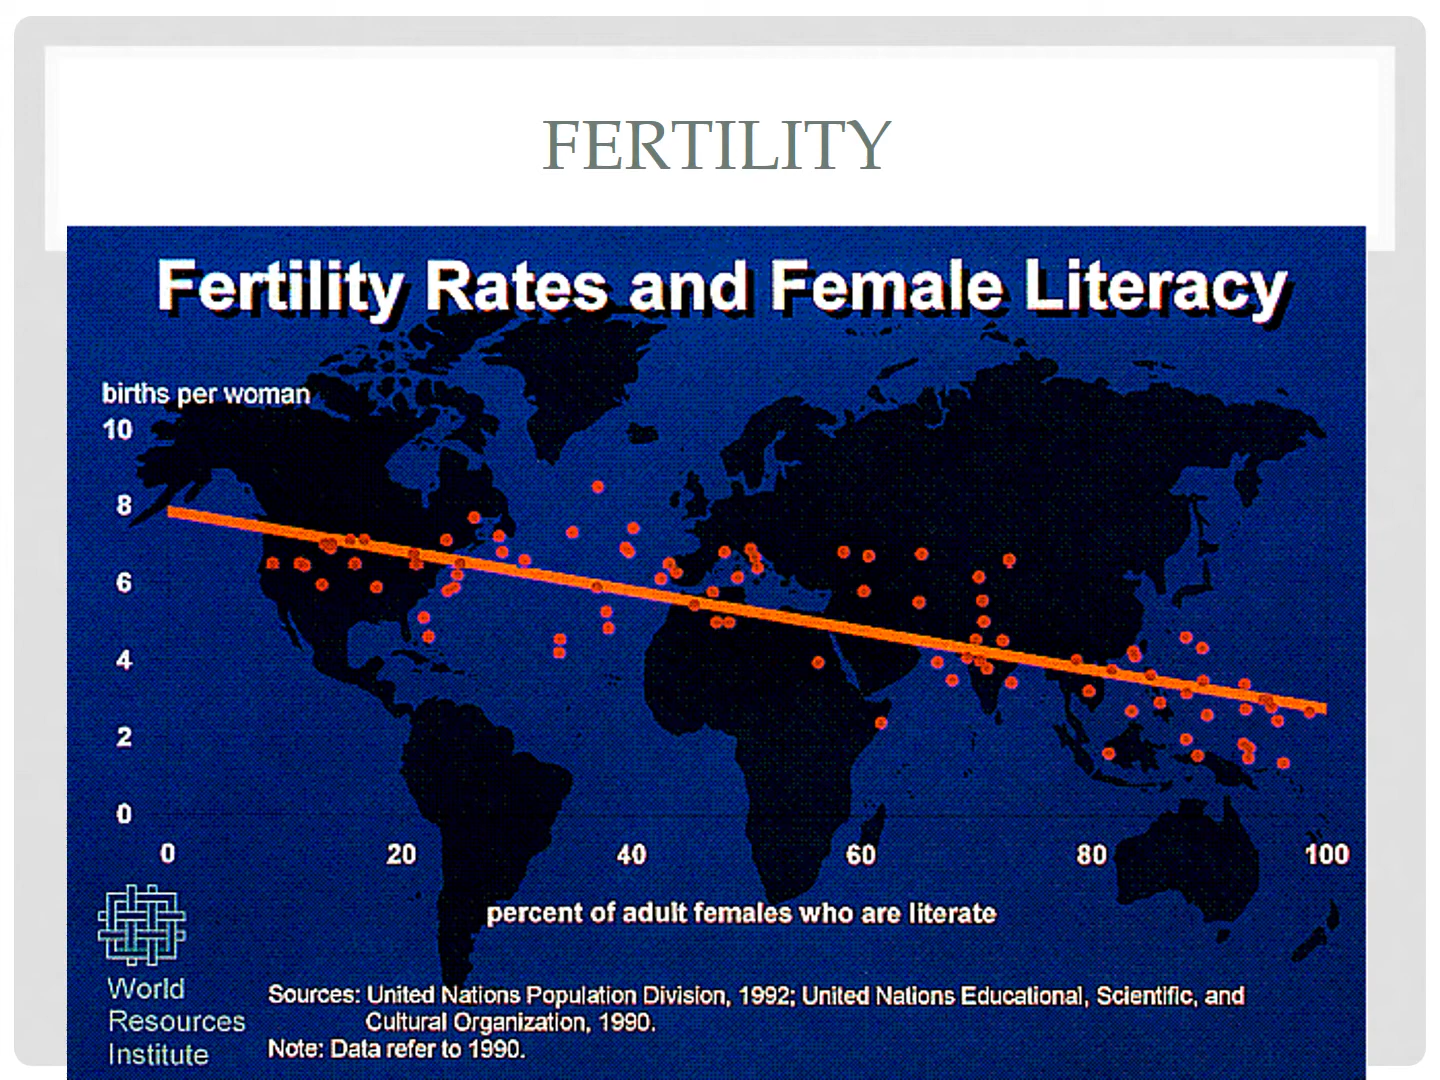 FERTILITY
Fertility Rates and Female Literacy
births per woman
10
8
6
4
2
0
0 20 40 60 80 100
percent of adult females who are literate
World
Resources
Institute
Sources: United Nations Population Division, 1992; United Nations Educational, Scientific, and
Cultural Organization, 1990.
Note: Data refer to 1990.